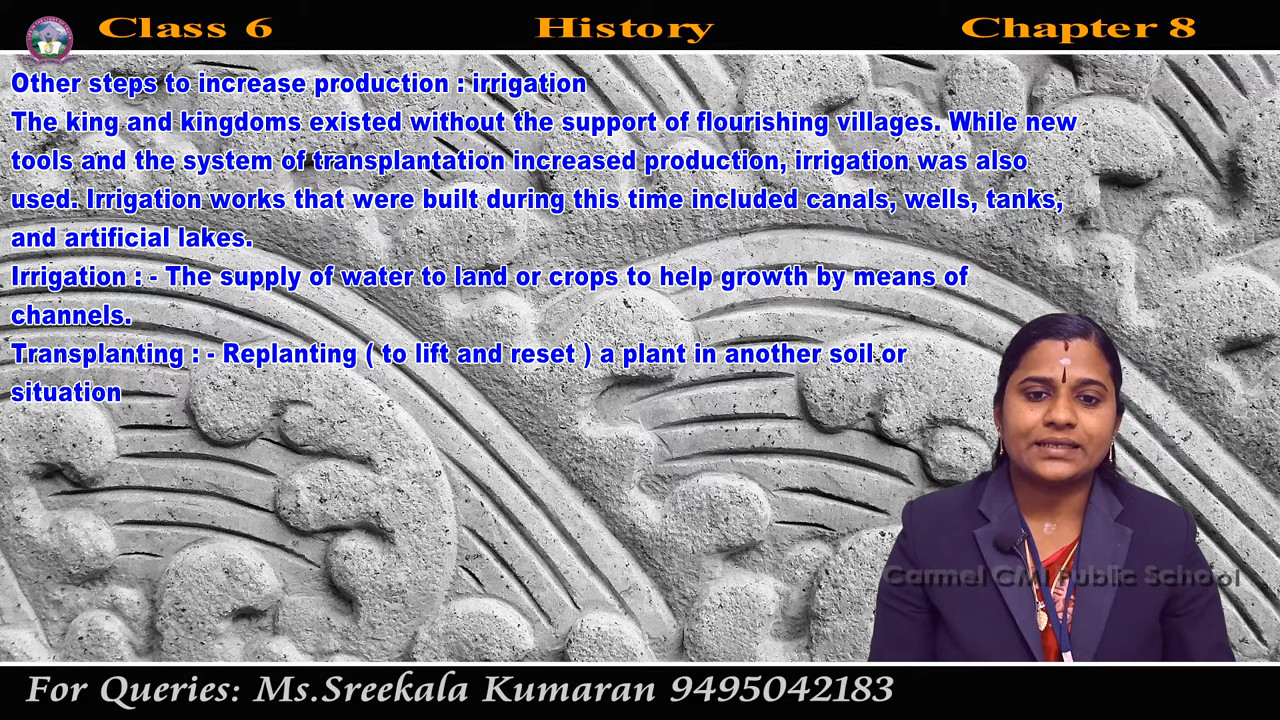 Class 6 History Chapter 8
Other steps to increase production : irrigation
The king and kingdoms existed without the support of flourishing villages. While new
tools and the system of transplantation increased production, irrigation was also
used. Irrigation works that were built during this time included canals, wells, tanks,
and artificial lakes.
Irrigation : - The supply of water to land or crops to help growth by means of
channels.
Transplanting : - Replanting ( to lift and reset ) a plant in another soil or
situation
Carmel CMI Public School
For Queries: Ms.Sreekala Kumaran 9495042183